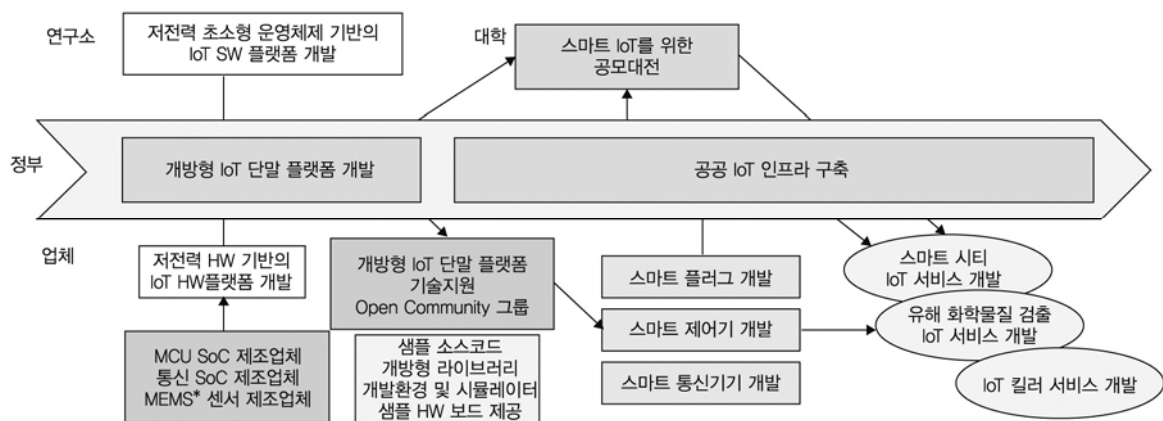 연구소
저전력 초소형 운영체제 기반의
IoT SW 플랫폼 개발
대학
스마트 IoT를 위한
공모대전
정부
개방형 IoT 단말 플랫폼 개발
공공 IoT 인프라 구축
업체
저전력 HW 기반의
IoT HW플랫폼 개발
MCU SoC 제조업체
통신 SoC 제조업체
MEMS* 센서 제조업체
개방형 IoT 단말 플랫폼
기술지원
Open Community 그룹
샘플 소스코드
개방형 라이브러리
개발환경 및 시뮬레이터
샘플 HW 보드 제공
스마트 플러그 개발
스마트 제어기 개발
스마트 통신기기 개발
스마트 시티
IoT 서비스 개발
유해 화학물질 검출
IoT 서비스 개발
IoT 킬러 서비스 개발